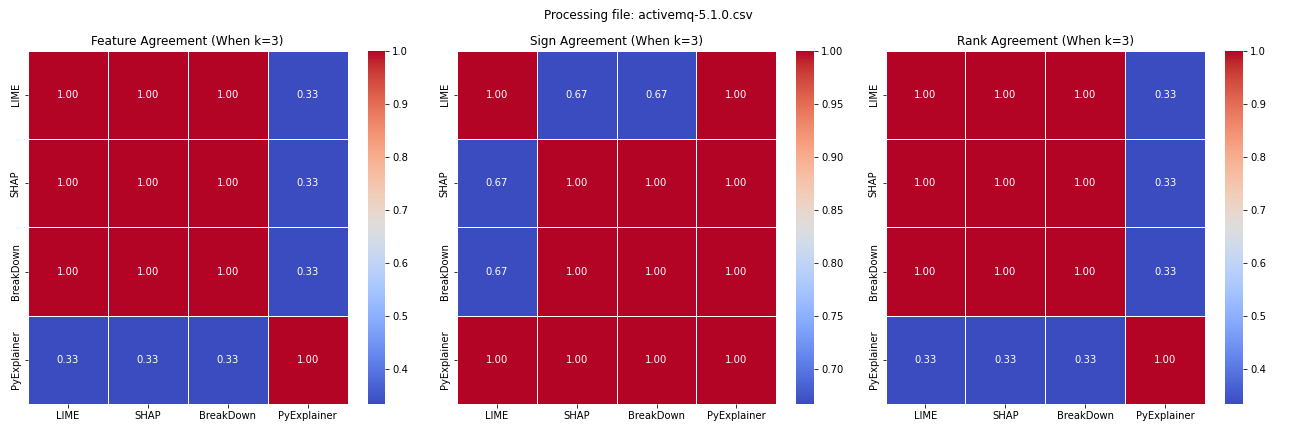 Processing file: activemq-5.1.0.csv
Feature Agreement (When k=3)
LIME 1.00 1.00 1.00 0.33
SHAP 1.00 1.00 1.00 0.33
BreakDown 1.00 1.00 1.00 0.33
PyExplainer 0.33 0.33 0.33 1.00
LIME SHAP BreakDown PyExplainer
1.0
0.9
0.8
0.7
0.6
0.5
0.4
Sign Agreement (When k=3)
LIME 1.00 0.67 0.67 1.00
SHAP 0.67 1.00 1.00 1.00
BreakDown 0.67 1.00 1.00 1.00
PyExplainer 1.00 1.00 1.00 1.00
LIME SHAP BreakDown PyExplainer
1.00
0.95
0.90
0.85
0.80
0.75
0.70
Rank Agreement (When k=3)
LIME 1.00 1.00 1.00 0.33
SHAP 1.00 1.00 1.00 0.33
BreakDown 1.00 1.00 1.00 0.33
PyExplainer 0.33 0.33 0.33 1.00
LIME SHAP BreakDown PyExplainer
1.0
0.9
0.8
0.7
0.6
0.5
0.4